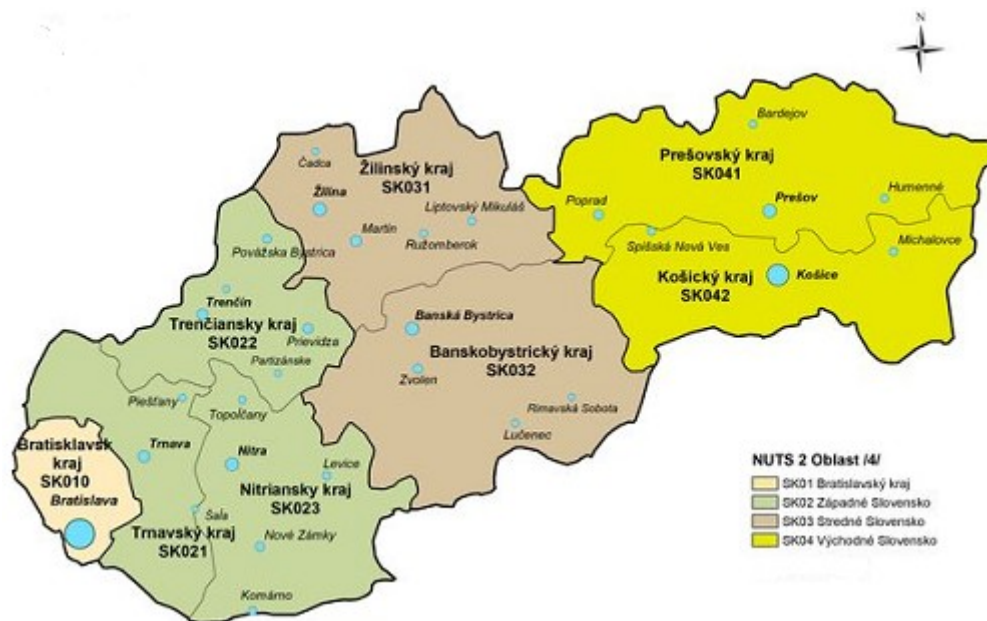 N
Bardejov
Čadca
Žilinský kraj
SK031
Prešovský kraj
SK041
Žilina
Liptovský Mikuláš
Poprad
Prešov
Humenné
Martin
Ružomberok
Považska Bystrica
Spišská Nová Ves
Michalovce
Košický kraj
SK042
Košice
Trenčín
Trenčiansky kraj
SK022
Prievidza
Banská Bystrica
Banskobystrický kraj
SK032
Partizánske
Zvolen
Piešťany
Topoľčany
Rimavská Sobota
Lučenec
Bratisklavsk
kraj
SK010
Bratislava
Trnava
Nitra
Levice
Nitriansky kraj
SK023
Šala
Trnavský kraj
SK021
Nové Zámky
Komárno
NUTS 2 Oblast /4/
SK01 Bratislavský kraj
SK02 Západné Slovensko
SK03 Stredné Slovensko
SK04 Východné Slovensko